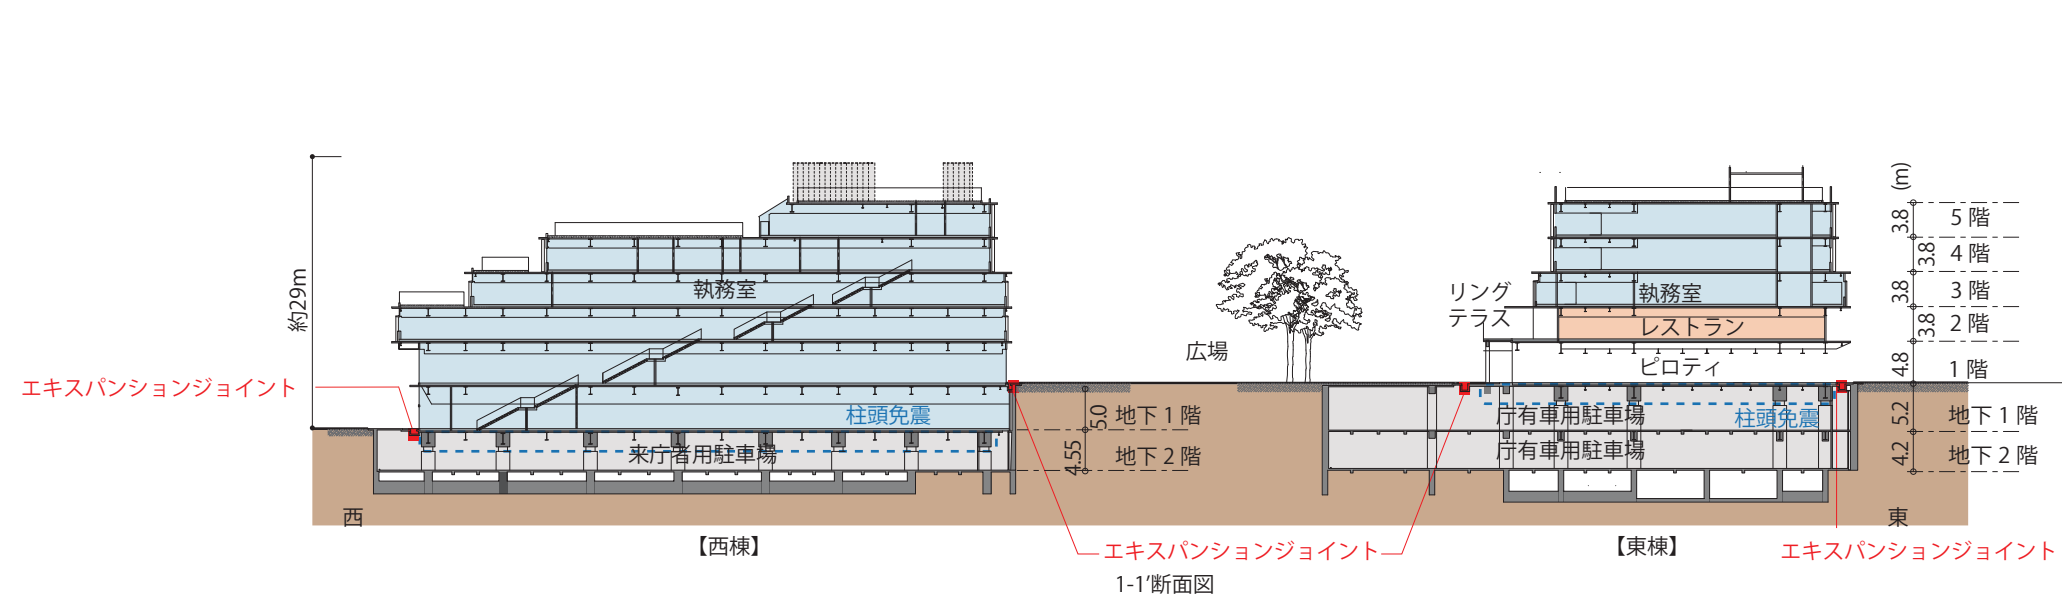 (m)
3.8
5 階
3.8
4 階
約29m
執務室
リング
テラス
執務室
3.8
3 階
レストラン
3.8
2 階
広場
ピロティ
4.8
1 階
エキスパンションジョイント
柱頭免震
5.0
地下 1 階
庁有車用駐車場
柱頭免震
5.2
地下 1 階
来庁者用駐車場
4.55
地下 2 階
庁有車用駐車場
4.2
地下 2 階
西
東
【西棟】
エキスパンションジョイント
【東棟】
エキスパンションジョイント
1-1’断面図